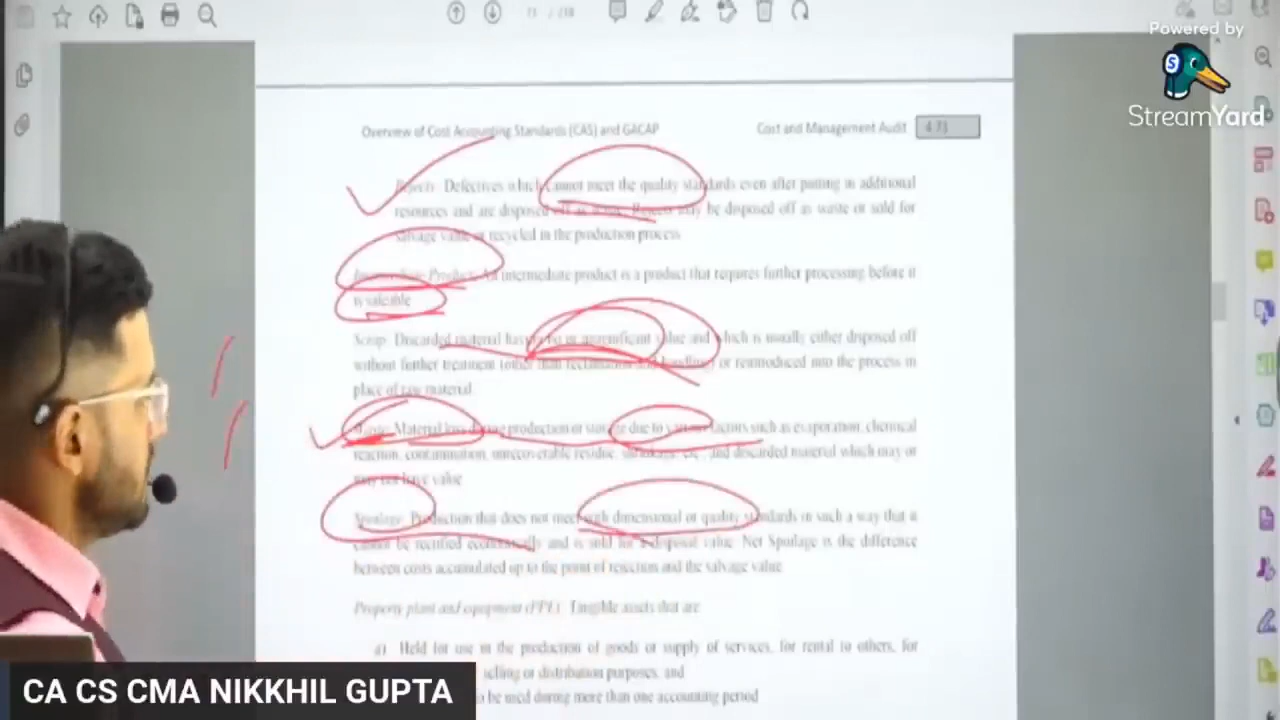 73 / 238
Powered by
StreamYard
Overview of Cost Accounting Standards (CAS) and GACAP Cost and Management Audit 4.73
Rejects: Defectives which cannot meet the quality standards even after putting in additional
resources and are disposed off as waste. Rejects may be disposed off as waste or sold for
salvage value or recycled in the production process
Intermediate Product: An intermediate product is a product that requires further processing before it
is saleable
Scrap: Discarded material having no or insignificant value and which is usually either disposed off
without further treatment (other than reclamation and handling) or reintroduced into the process in
place of raw material
Waste: Material loss during production or storage due to various factors such as evaporation, chemical
reaction, contamination, unrecoverable residue, shrinkage, etc., and discarded material which may or
may not have value
Spoilage: Production that does not meet with dimensional or quality standards in such a way that it
cannot be rectified economically and is sold for a disposal value. Net Spoilage is the difference
between costs accumulated up to the point of rejection and the salvage value
Property plant and equipment (PPE): Tangible assets that are
a) Held for use in the production of goods or supply of services, for rental to others, for
selling or distribution purposes, and
to be used during more than one accounting period
CA CS CMA NIKKHIL GUPTA